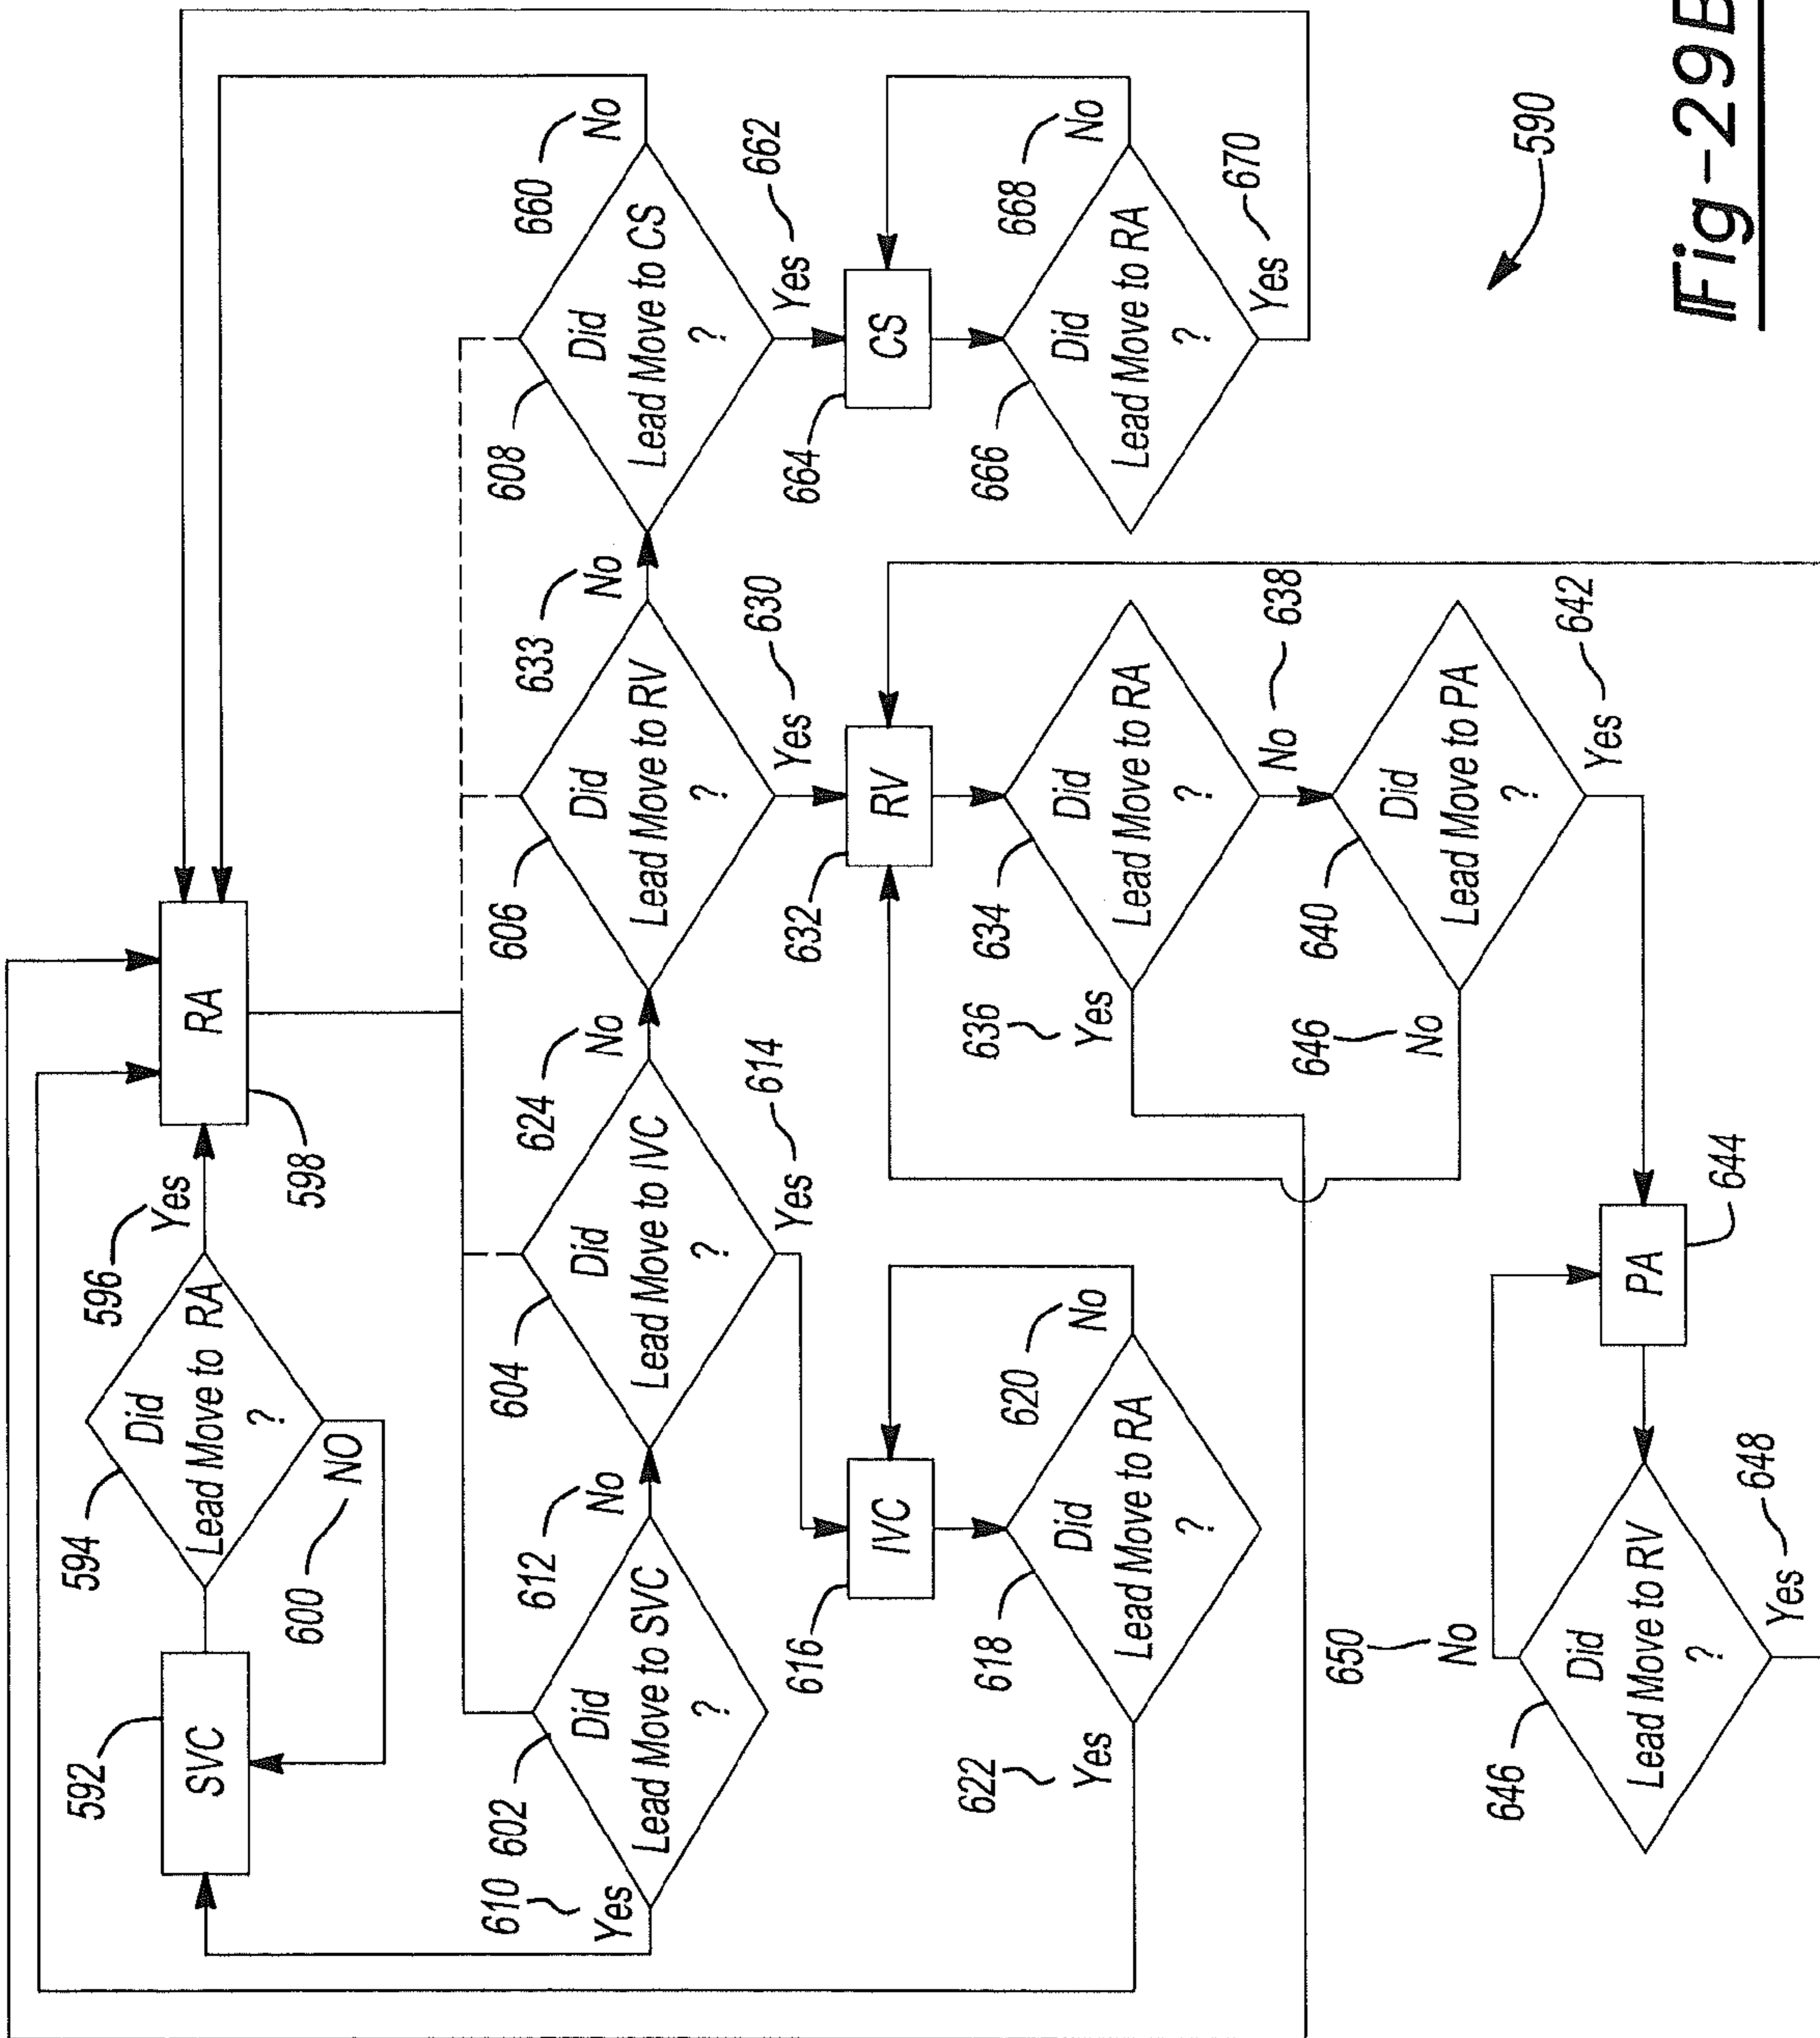 592
SVC
594
Did
Lead Move to RA
?
596
Yes
600
NO
RA
598
610
Yes
602
Did
Lead Move to SVC
?
612
No
604
Did
Lead Move to IVC
?
624
No
614
Yes
606
Did
Lead Move to RV
?
633
No
630
Yes
608
Did
Lead Move to CS
?
660
No
662
Yes
616
IVC
618
Did
Lead Move to RA
?
620
No
622
Yes
632
RV
634
Did
Lead Move to RA
?
636
Yes
638
No
640
Did
Lead Move to PA
?
646
No
642
Yes
664
CS
666
Did
Lead Move to RA
?
668
No
670
Yes
650
No
646
Did
Lead Move to RV
?
648
Yes
PA
644
590
Fig-29B